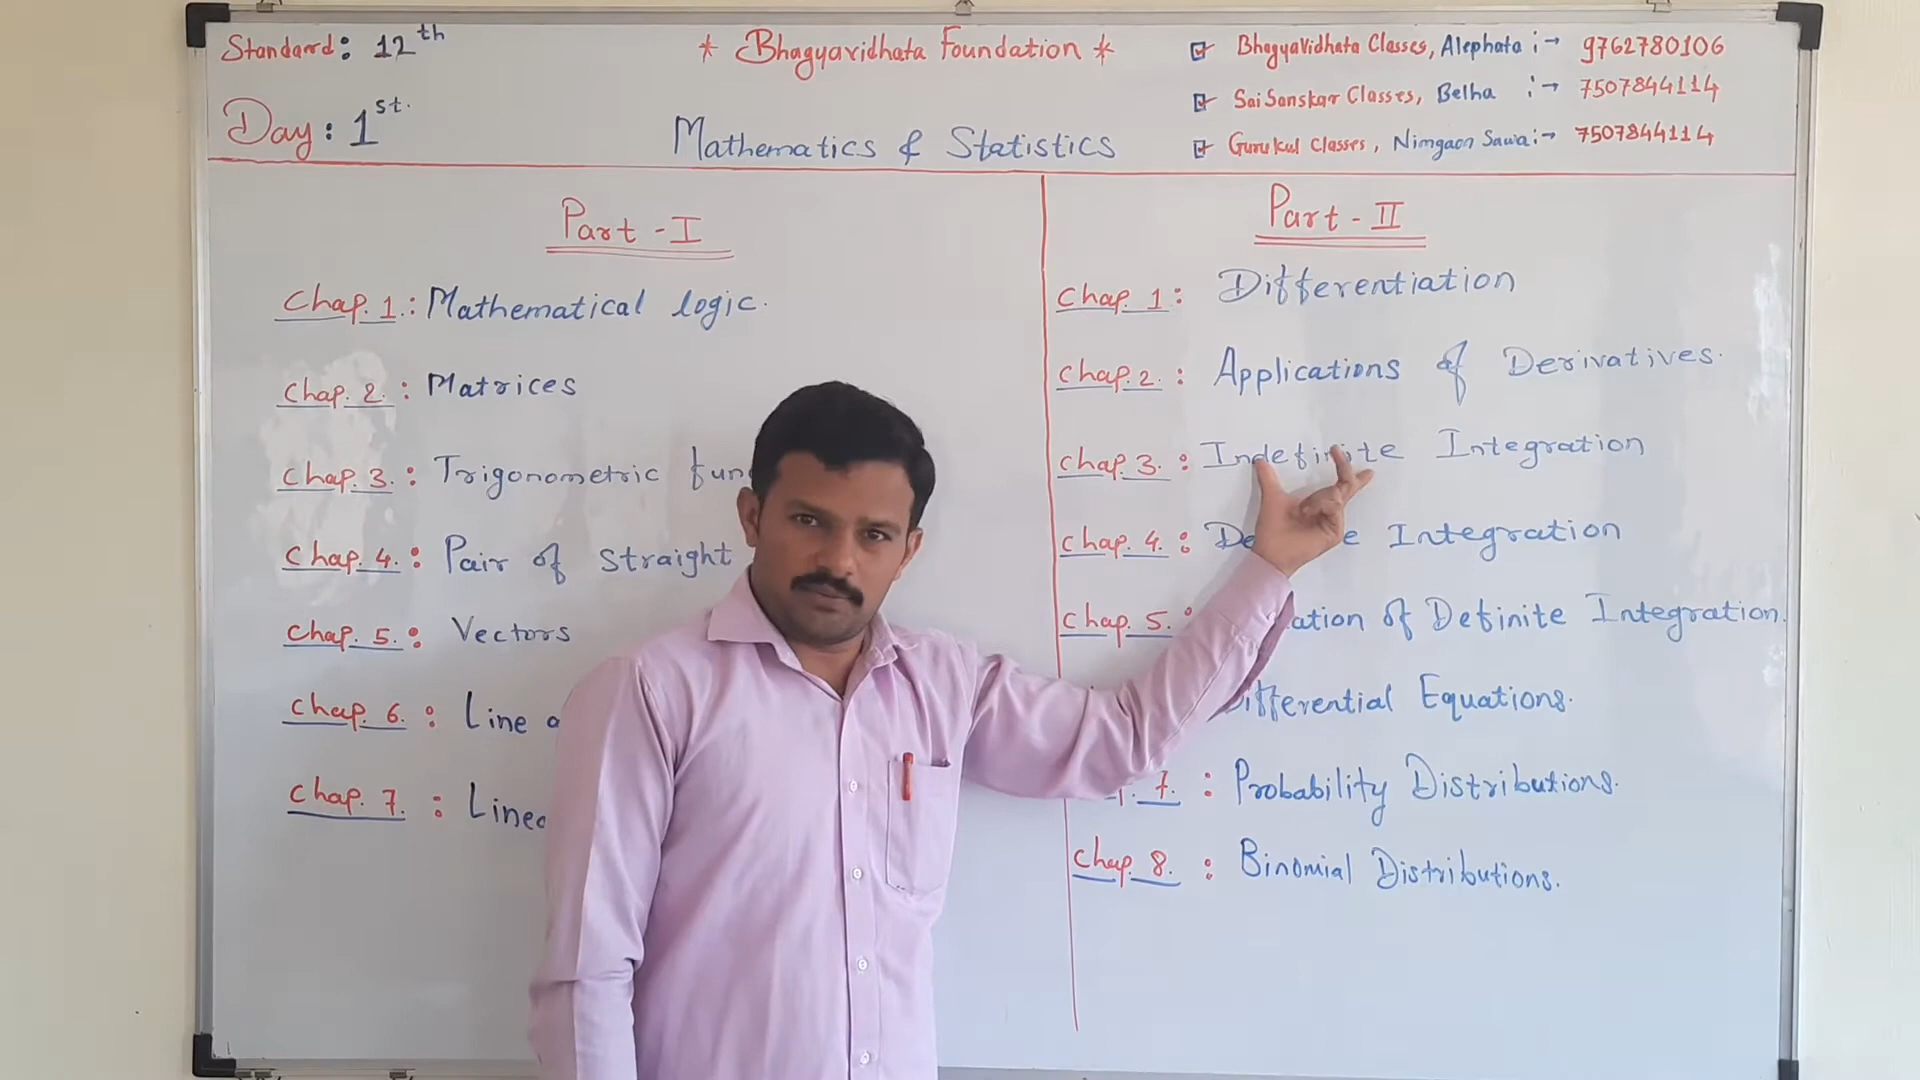 Standard: 12th
Day: 1st.
* Bhagyavidhata Foundation *
Mathematics & Statistics
Bhagyavidhata Classes, Alephata :→ 9762780106
Sai Sanskar Classes, Belha :→ 7507844114
Gurukul Classes, Nimgaon Sawa :→ 7507844114
Part - I
Chap. 1. : Mathematical logic.
Chap. 2. : Matrices
Chap. 3. : Trigonometric
Chap. 4. : Pair of straight
Chap. 5. : Vectors
Chap. 6. : Line
Chap. 7. :
Part - II
Chap. 1 : Differentiation
Chap. 2. : Applications of Derivatives.
Chap. 3. : Indefinite Integration
Chap. 4. : Integration
Chap. 5. : of Definite Integration.
Differential Equations.
7. : Probability Distributions.
Chap. 8. : Binomial Distributions.